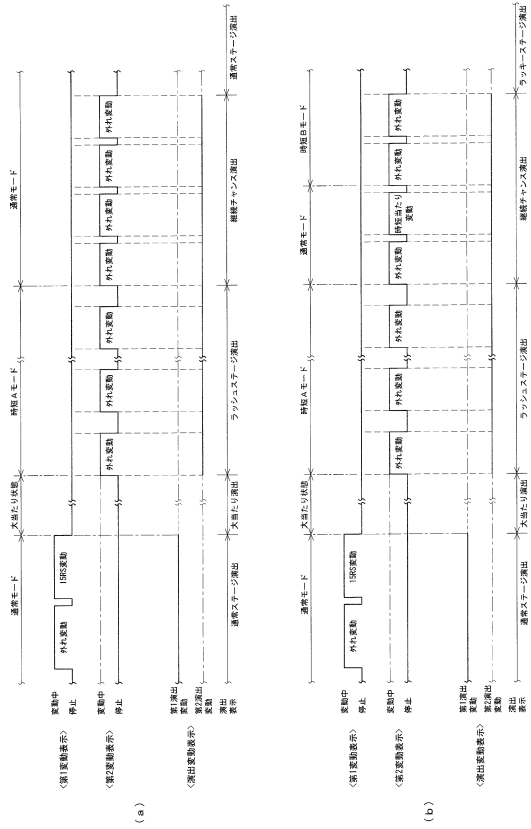 通常モード
大当たり状態
時短Aモード
通常モード
<第1変動表示>
変動中
停止
外れ変動
15RS変動
<第2変動表示>
変動中
停止
外れ変動
外れ変動
外れ変動
外れ変動
外れ変動
外れ変動
外れ変動
<演出変動表示>
第1演出
変動
第2演出
変動
演出
表示
通常ステージ演出
大当たり演出
ラッシュステージ演出
継続チャンス演出
通常ステージ演出
(a)
通常モード
大当たり状態
時短Aモード
通常モード
時短Bモード
<第1変動表示>
変動中
停止
外れ変動
15RS変動
<第2変動表示>
変動中
停止
外れ変動
外れ変動
外れ変動
外れ変動
時短当たり
変動
外れ変動
外れ変動
<演出変動表示>
第1演出
変動
第2演出
変動
演出
表示
通常ステージ演出
大当たり演出
ラッシュステージ演出
継続チャンス演出
ラッキーステージ演出
(b)